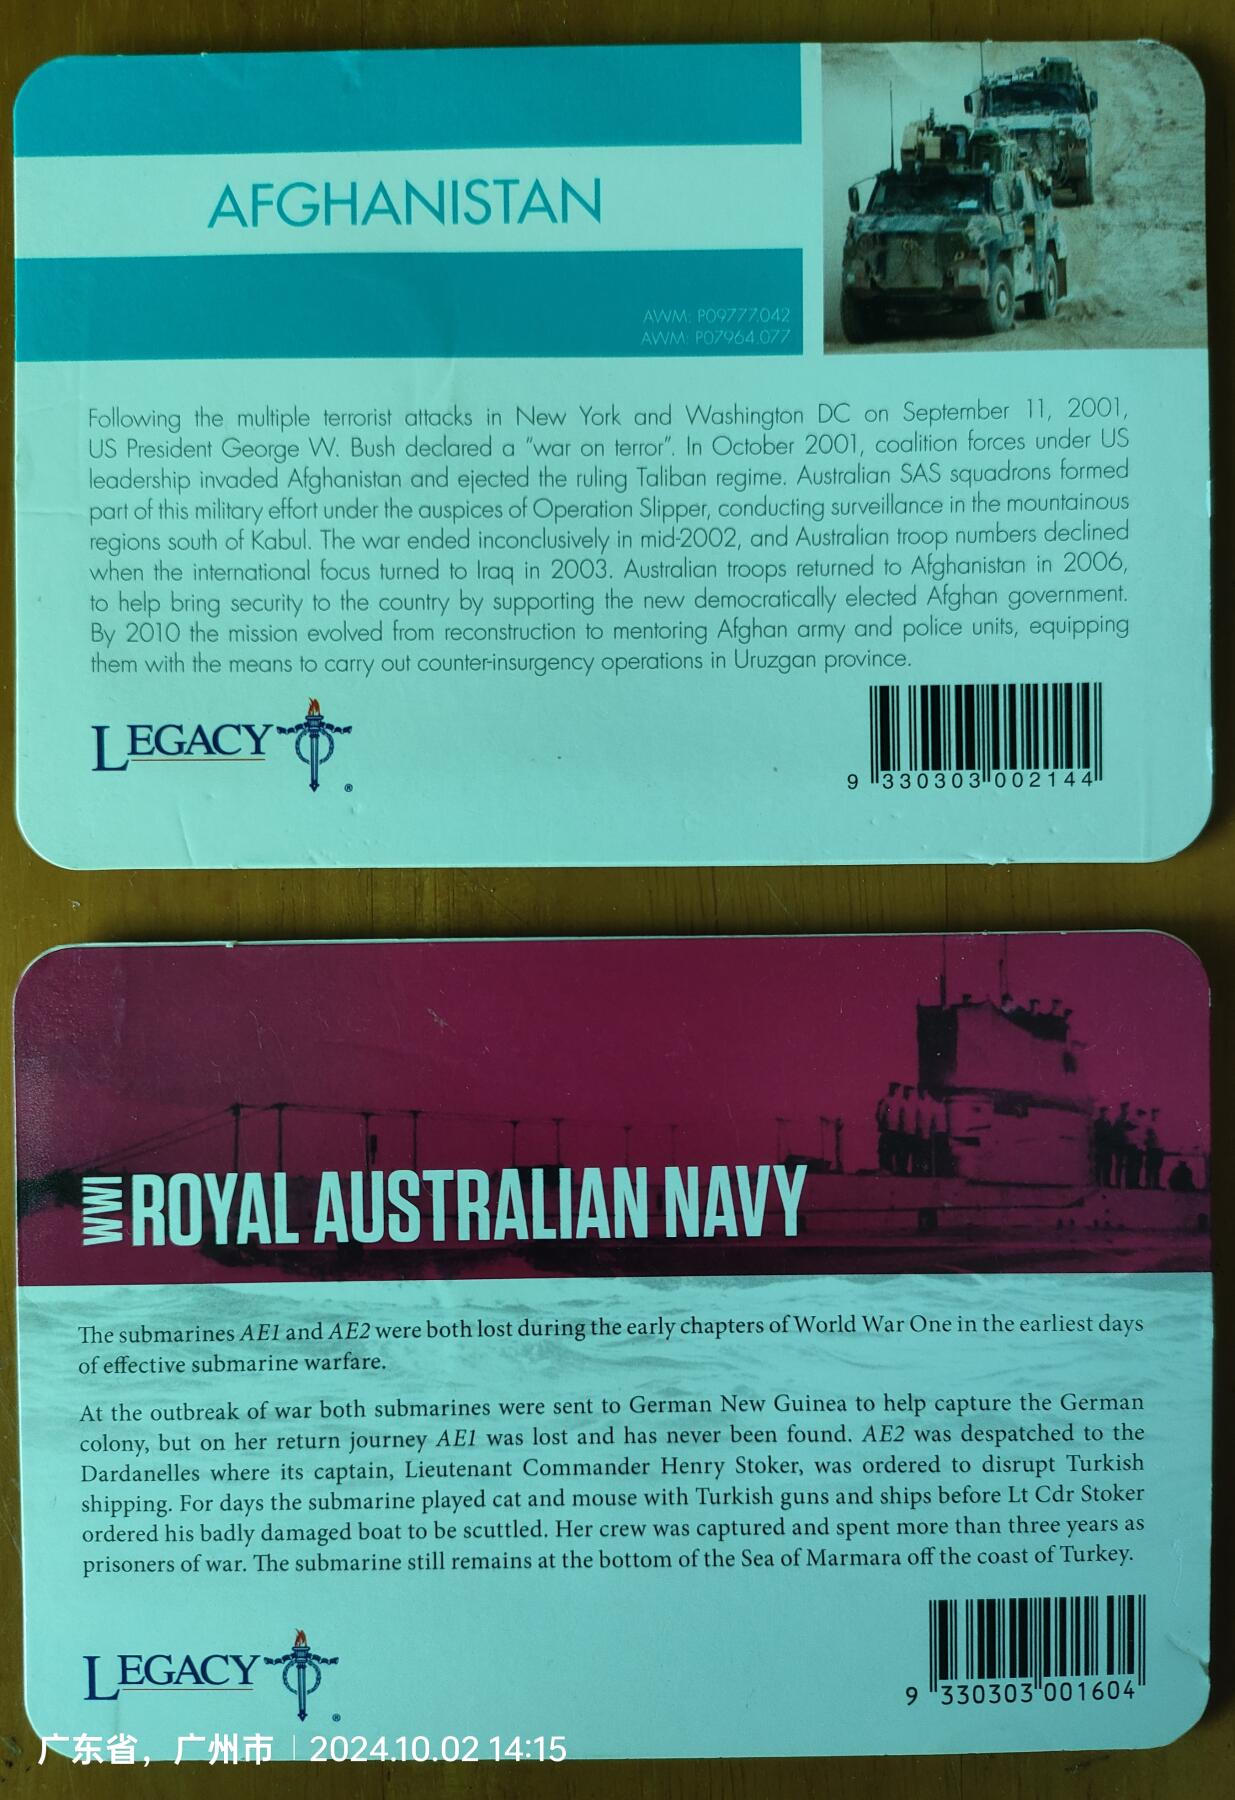 AFGHANISTAN
AWM: P09777.042
AWM: P07964.077
Following the multiple terrorist attacks in New York and Washington DC on September 11, 2001,
US President George W. Bush declared a "war on terror". In October 2001, coalition forces under US
leadership invaded Afghanistan and ejected the ruling Taliban regime. Australian SAS squadrons formed
part of this military effort under the auspices of Operation Slipper, conducting surveillance in the mountainous
regions south of Kabul. The war ended inconclusively in mid-2002, and Australian troop numbers declined
when the international focus turned to Iraq in 2003. Australian troops returned to Afghanistan in 2006,
to help bring security to the country by supporting the new democratically elected Afghan government.
By 2010 the mission evolved from reconstruction to mentoring Afghan army and police units, equipping
them with the means to carry out counter-insurgency operations in Uruzgan province.
LEGACY ®
9 330303 002144
WWI ROYAL AUSTRALIAN NAVY
The submarines AE1 and AE2 were both lost during the early chapters of World War One in the earliest days
of effective submarine warfare.
At the outbreak of war both submarines were sent to German New Guinea to help capture the German
colony, but on her return journey AE1 was lost and has never been found. AE2 was despatched to the
Dardanelles where its captain, Lieutenant Commander Henry Stoker, was ordered to disrupt Turkish
shipping. For days the submarine played cat and mouse with Turkish guns and ships before Lt Cdr Stoker
ordered his badly damaged boat to be scuttled. Her crew was captured and spent more than three years as
prisoners of war. The submarine still remains at the bottom of the Sea of Marmara off the coast of Turkey.
LEGACY ®
9 330303 001604
广东省，广州市 | 2024.10.02 14:15